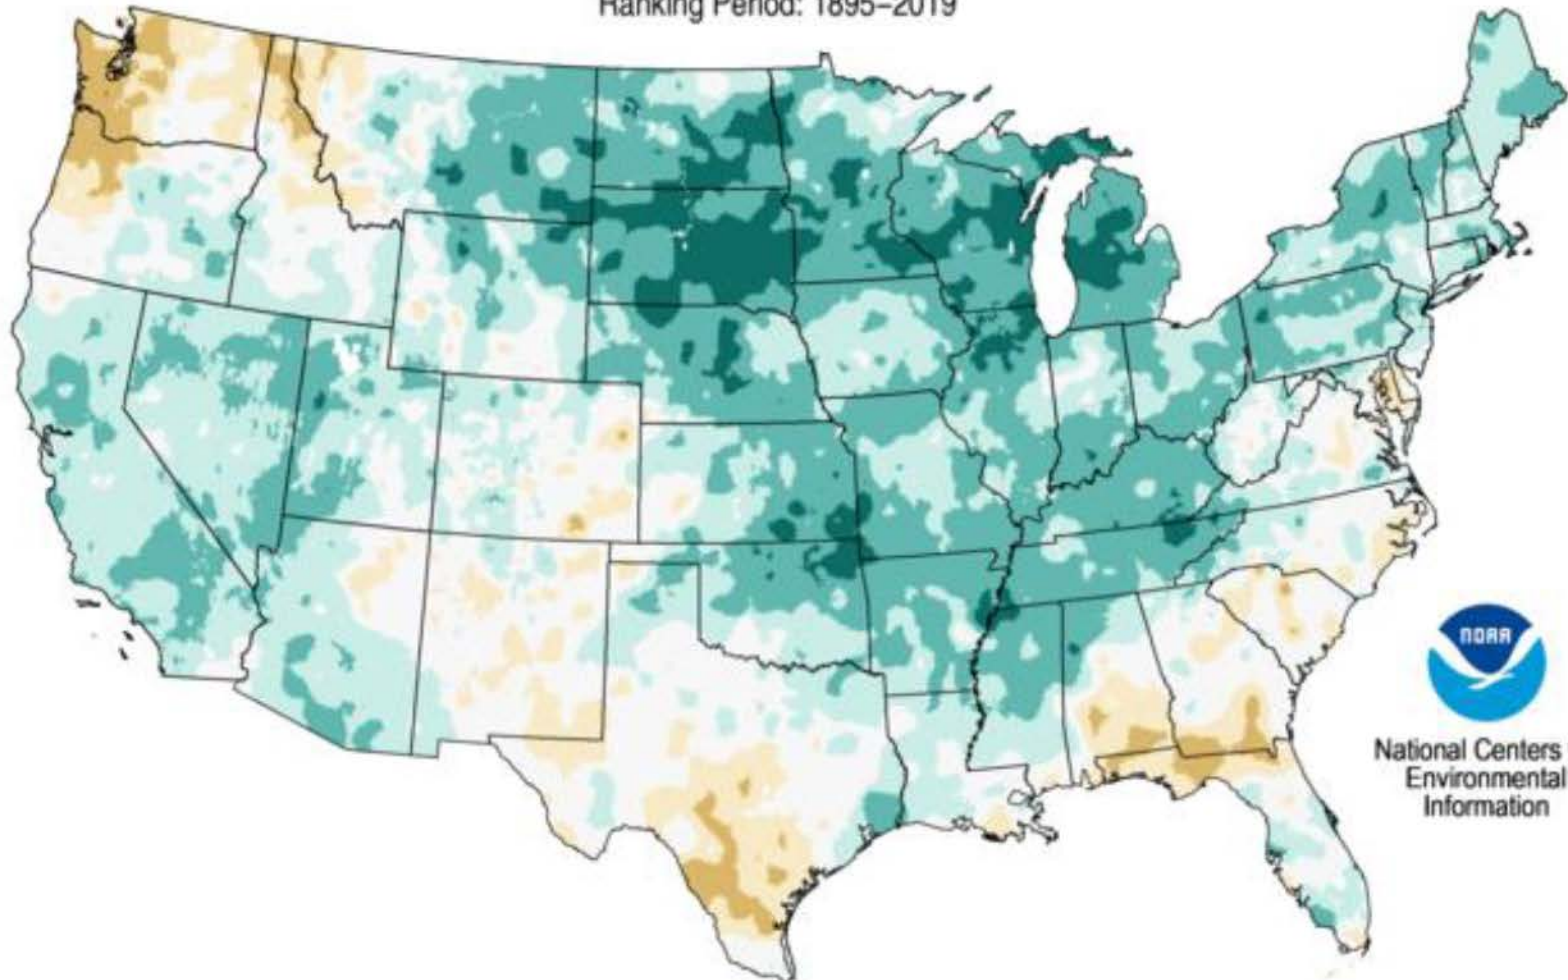 Ranking Period: 1895–2019
NOAA
National Centers
Environmental
Information